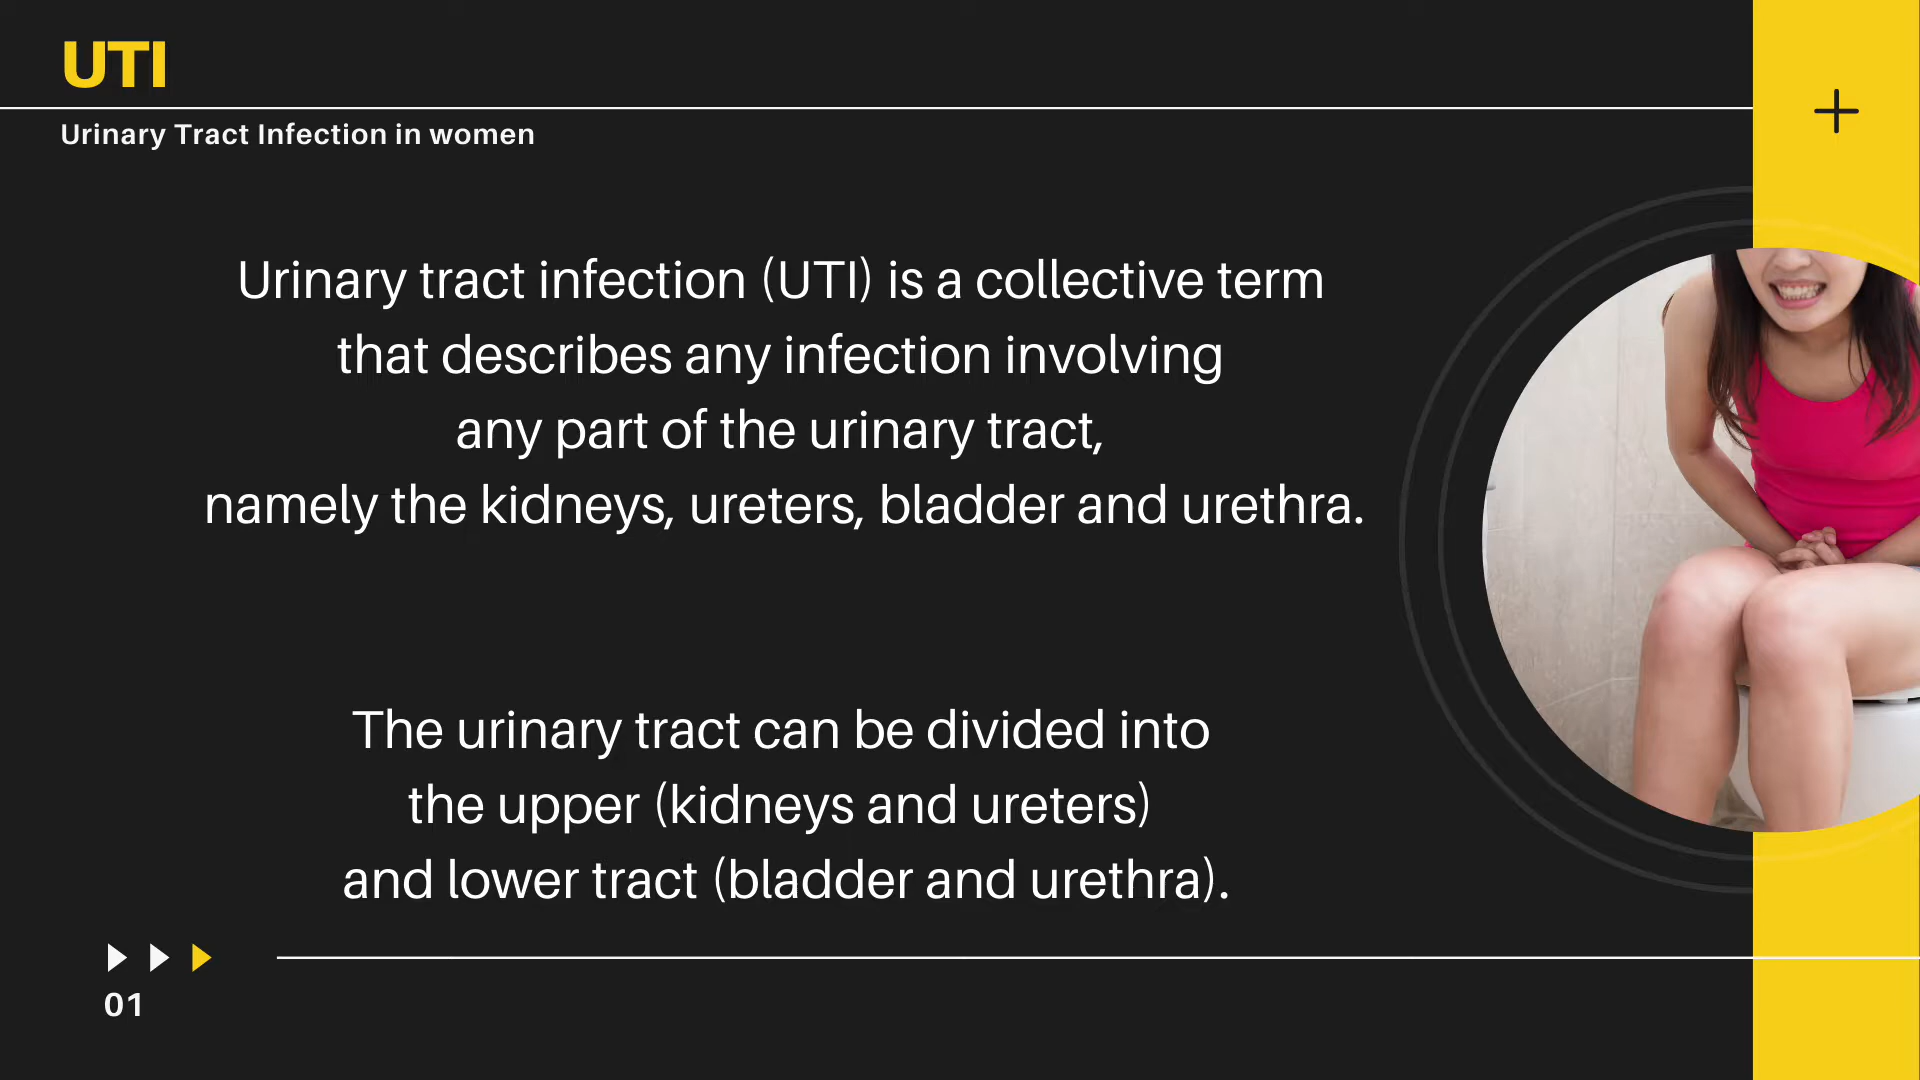 UTI
Urinary Tract Infection in women
Urinary tract infection (UTI) is a collective term
that describes any infection involving
any part of the urinary tract,
namely the kidneys, ureters, bladder and urethra.
The urinary tract can be divided into
the upper (kidneys and ureters)
and lower tract (bladder and urethra).
01